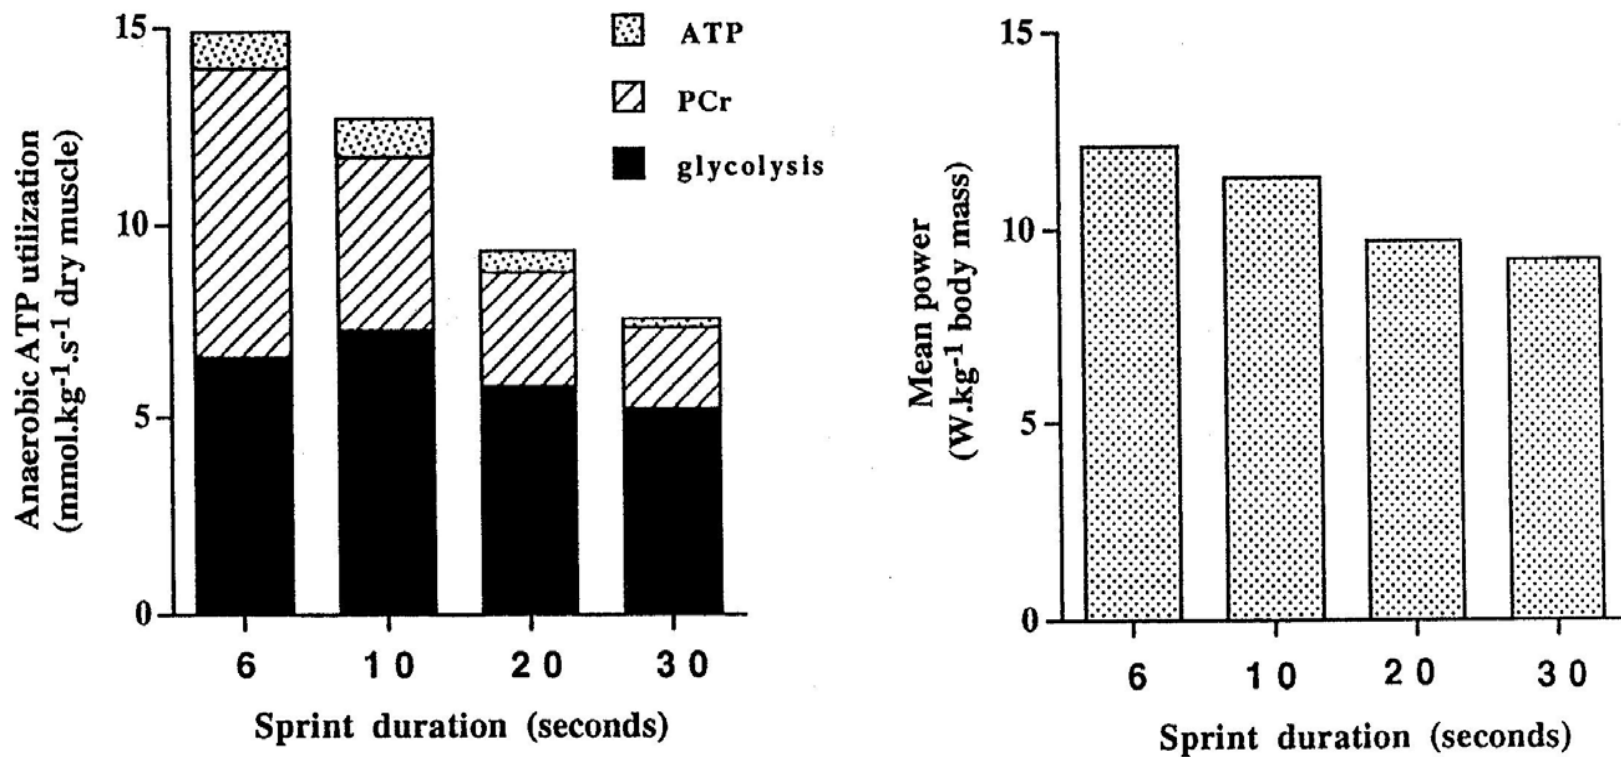 15
10
5
0
Anaerobic ATP utilization
(mmol.kg-1.s-1 dry muscle)
ATP
PCr
glycolysis
6 10 20 30
Sprint duration (seconds)
15
10
5
0
Mean power
(W.kg-1 body mass)
6 10 20 30
Sprint duration (seconds)